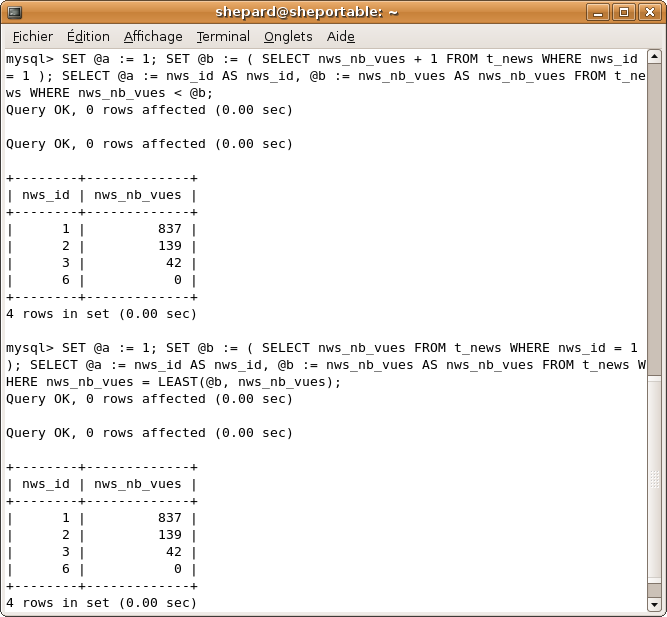 shepard@sheportable: ~
Fichier Édition Affichage Terminal Onglets Aide
mysql> SET @a := 1; SET @b := ( SELECT nws_nb_vues + 1 FROM t_news WHERE nws_id
= 1 ); SELECT @a := nws_id AS nws_id, @b := nws_nb_vues AS nws_nb_vues FROM t_ne
ws WHERE nws_nb_vues < @b;
Query OK, 0 rows affected (0.00 sec)
Query OK, 0 rows affected (0.00 sec)
+--------+-------------+
| nws_id | nws_nb_vues |
+--------+-------------+
|      1 |         837 |
|      2 |         139 |
|      3 |          42 |
|      6 |           0 |
+--------+-------------+
4 rows in set (0.00 sec)
mysql> SET @a := 1; SET @b := ( SELECT nws_nb_vues FROM t_news WHERE nws_id = 1
); SELECT @a := nws_id AS nws_id, @b := nws_nb_vues AS nws_nb_vues FROM t_news W
HERE nws_nb_vues = LEAST(@b, nws_nb_vues);
Query OK, 0 rows affected (0.00 sec)
Query OK, 0 rows affected (0.00 sec)
+--------+-------------+
| nws_id | nws_nb_vues |
+--------+-------------+
|      1 |         837 |
|      2 |         139 |
|      3 |          42 |
|      6 |           0 |
+--------+-------------+
4 rows in set (0.00 sec)